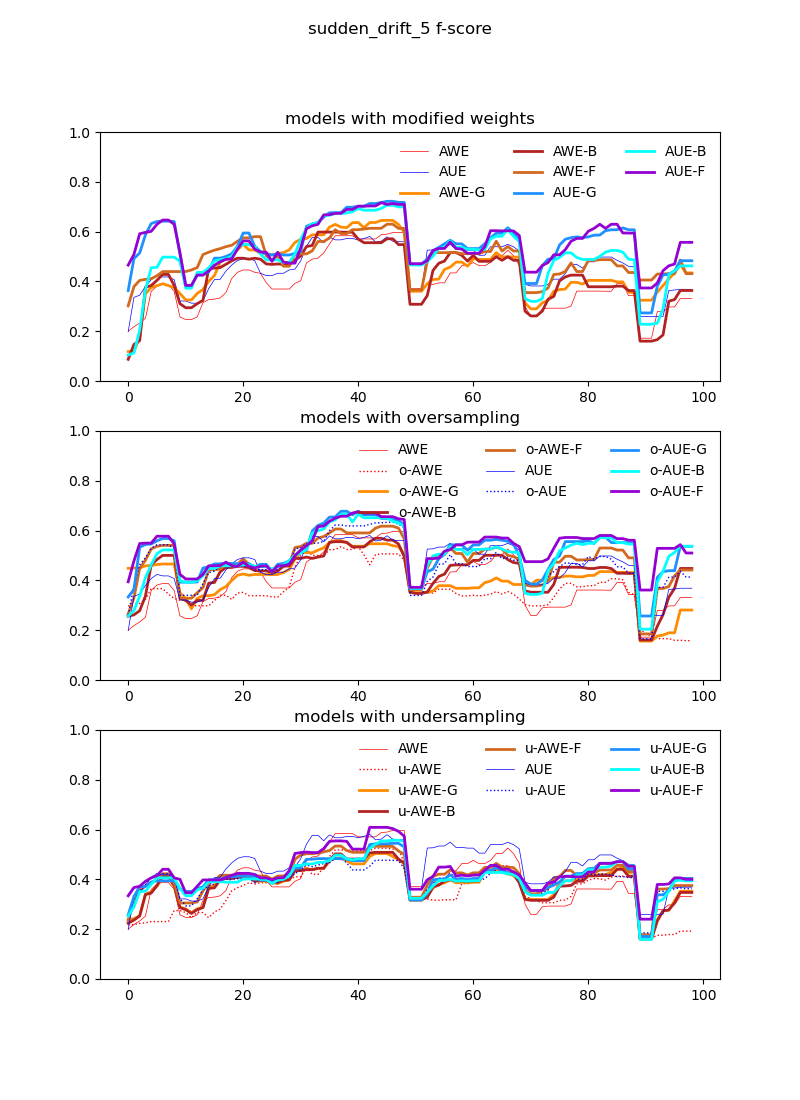 sudden_drift_5 f-score
models with modified weights
1.0
0.8
0.6
0.4
0.2
0.0
AWE AWE-B AUE-B
AUE AWE-F AUE-F
AWE-G AUE-G
0 20 40 60 80 100
models with oversampling
1.0
0.8
0.6
0.4
0.2
0.0
AWE o-AWE-F o-AUE-G
o-AWE AUE o-AUE-B
o-AWE-G o-AUE o-AUE-F
o-AWE-B
0 20 40 60 80 100
models with undersampling
1.0
0.8
0.6
0.4
0.2
0.0
AWE u-AWE-F u-AUE-G
u-AWE AUE u-AUE-B
u-AWE-G u-AUE u-AUE-F
u-AWE-B
0 20 40 60 80 100